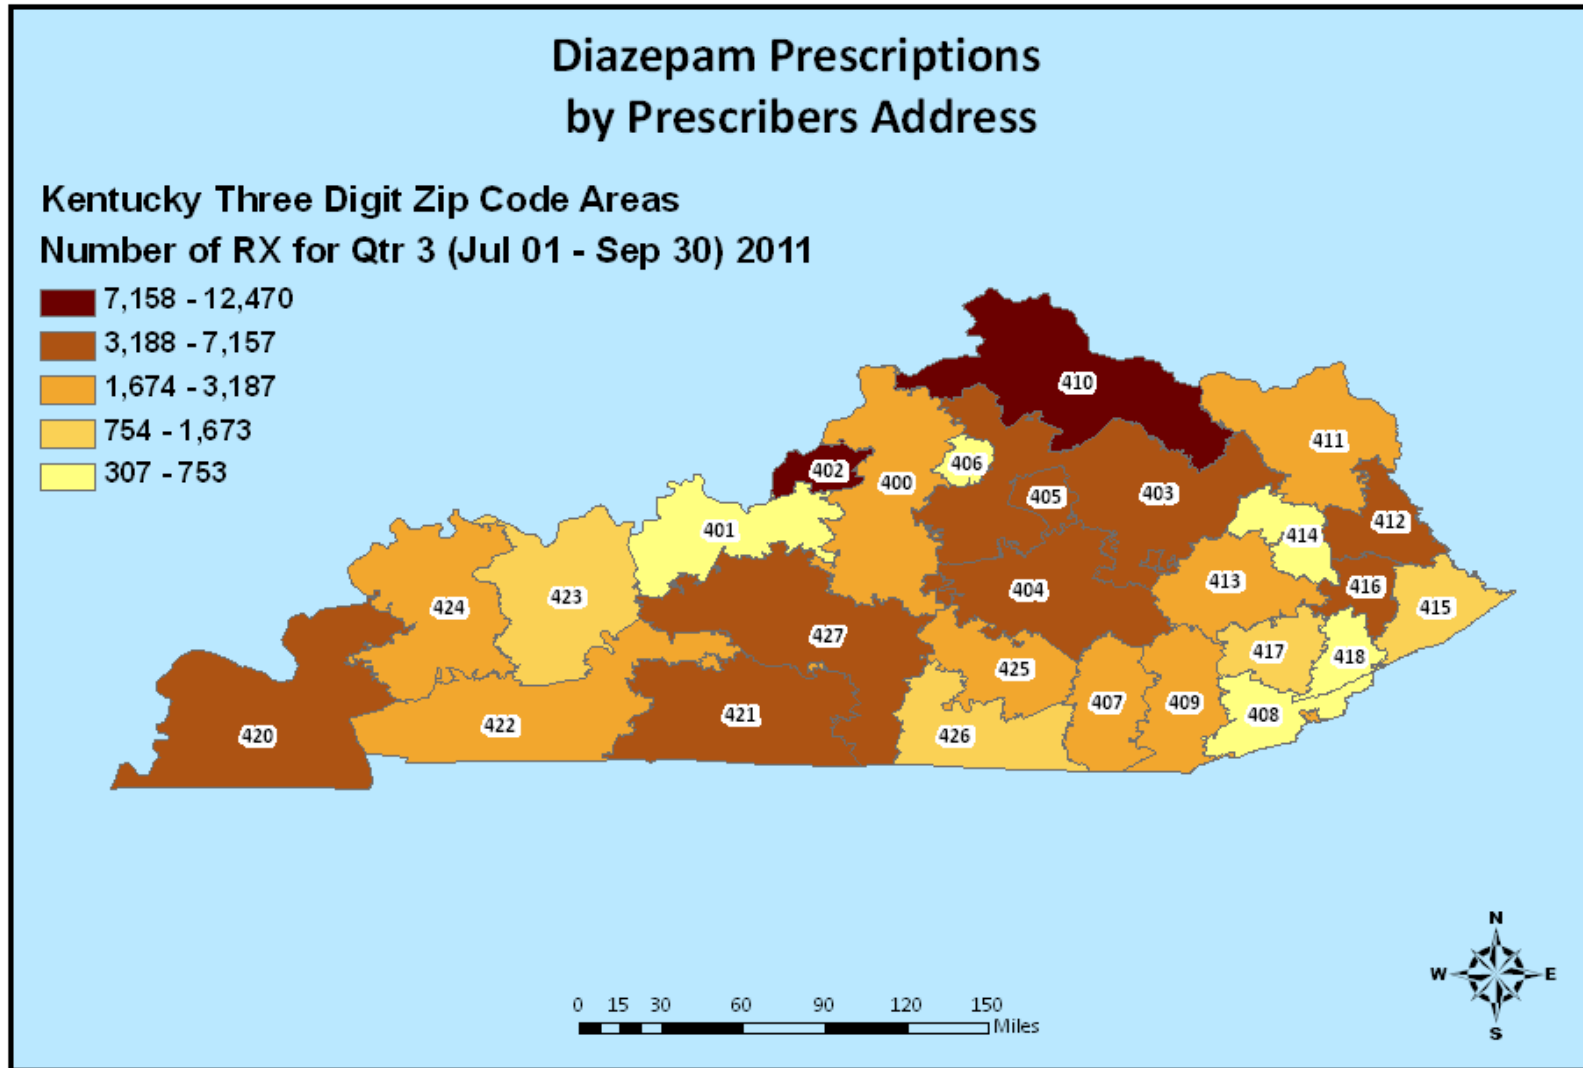 Diazepam Prescriptions
by Prescribers Address
Kentucky Three Digit Zip Code Areas
Number of RX for Qtr 3 (Jul 01 - Sep 30) 2011
7,158 - 12,470
3,188 - 7,157
1,674 - 3,187
754 - 1,673
307 - 753
410
411
402
406
400
405
403
401
412
414
413
416
415
424
423
404
427
417
418
425
407
409
408
420
422
421
426
N
W E
S
0 15 30 60 90 120 150
Miles